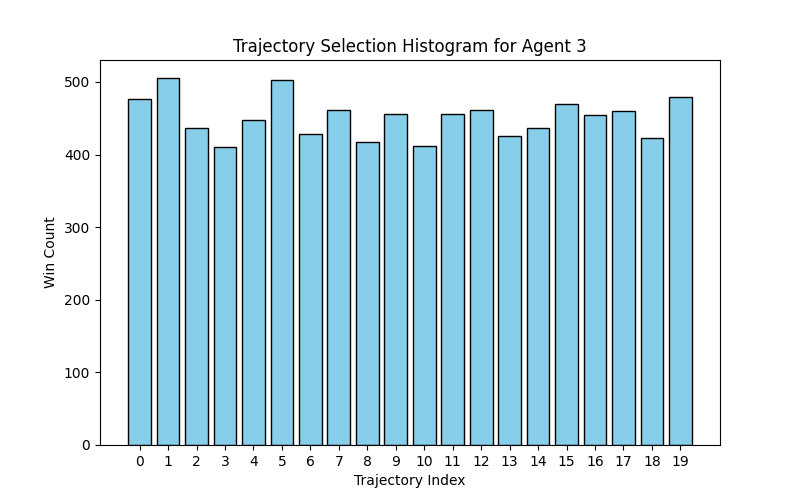 Trajectory Selection Histogram for Agent 3
Win Count
500
400
300
200
100
0
0 1 2 3 4 5 6 7 8 9 10 11 12 13 14 15 16 17 18 19
Trajectory Index